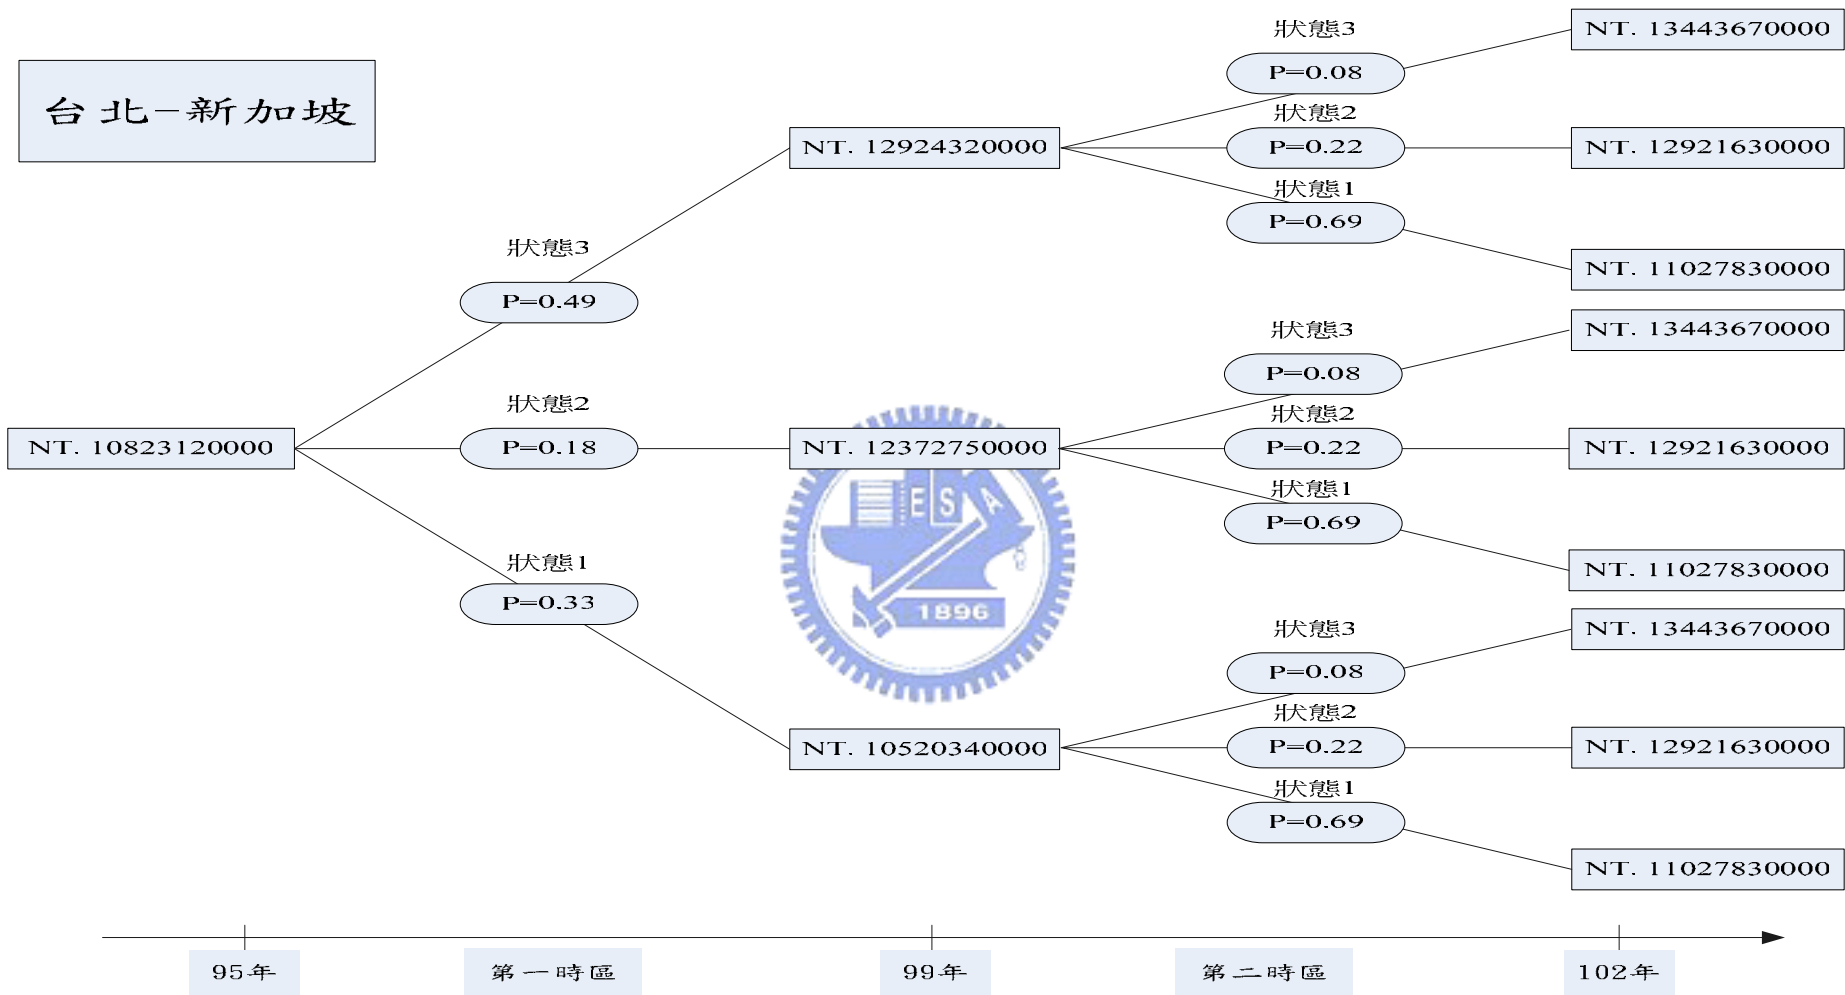 台北-新加坡
狀態3
P=0.49
狀態2
NT. 10823120000
P=0.18
狀態1
P=0.33
NT. 12924320000
狀態3
P=0.08
NT. 13443670000
狀態2
P=0.22
NT. 12921630000
狀態1
P=0.69
NT. 11027830000
NT. 12372750000
狀態3
P=0.08
NT. 13443670000
狀態2
P=0.22
NT. 12921630000
狀態1
P=0.69
NT. 11027830000
ESA
1896
NT. 10520340000
狀態3
P=0.08
NT. 13443670000
狀態2
P=0.22
NT. 12921630000
狀態1
P=0.69
NT. 11027830000
95年
第一時區
99年
第二時區
102年